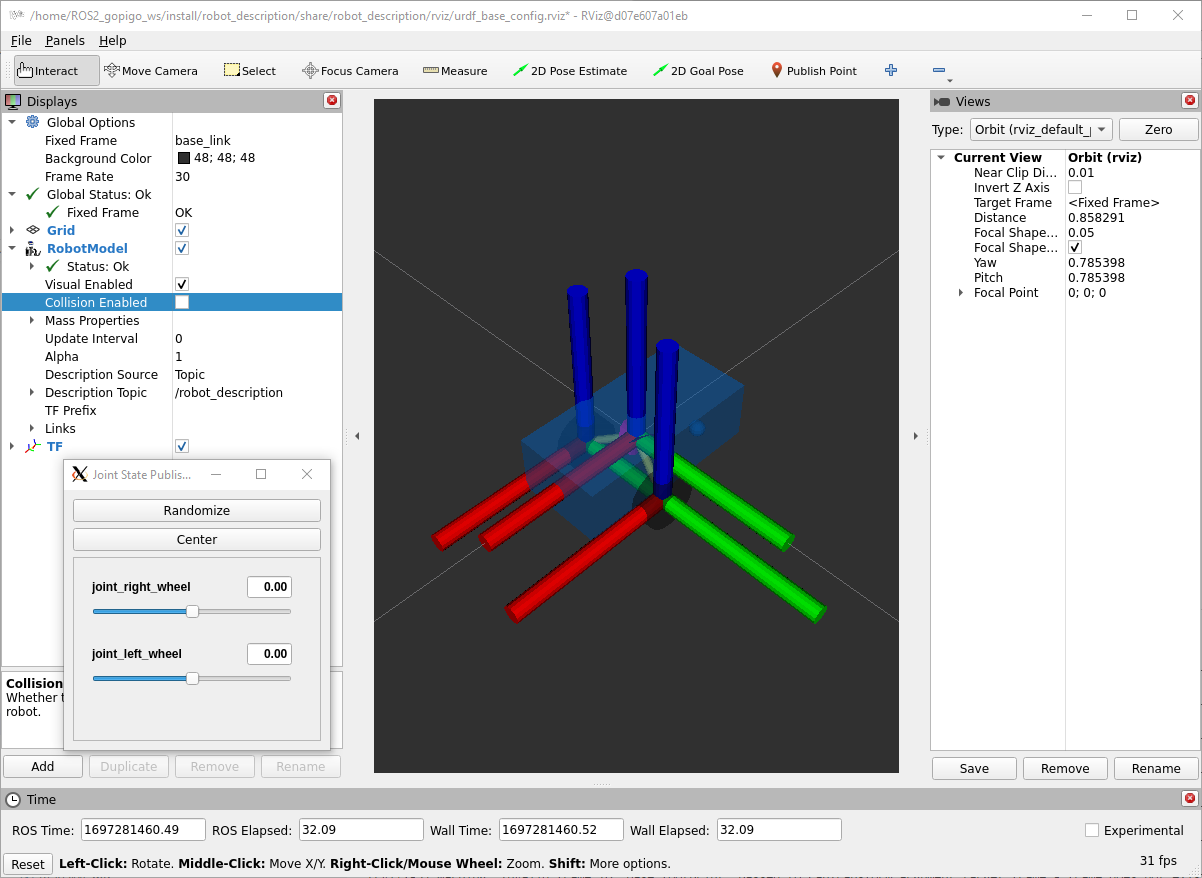 /home/ROS2_gopigo_ws/install/robot_description/share/robot_description/rviz/urdf_base_config.rviz* - RViz@d07e607a01eb
File Panels Help
Interact Move Camera Select Focus Camera Measure 2D Pose Estimate 2D Goal Pose Publish Point
Displays
Global Options
Fixed Frame base_link
Background Color 48; 48; 48
Frame Rate 30
Global Status: Ok
Fixed Frame OK
Grid
RobotModel
Status: Ok
Visual Enabled
Collision Enabled
Mass Properties
Update Interval 0
Alpha 1
Description Source Topic
Description Topic /robot_description
TF Prefix
Links
TF
Joint State Publis...
Randomize
Center
joint_right_wheel 0.00
joint_left_wheel 0.00
Collision
Whether
robot.
Add Duplicate Remove Rename
Views
Type: Orbit (rviz_default_ Zero
Current View Orbit (rviz)
Near Clip Di... 0.01
Invert Z Axis
Target Frame <Fixed Frame>
Distance 0.858291
Focal Shape... 0.05
Focal Shape...
Yaw 0.785398
Pitch 0.785398
Focal Point 0; 0; 0
Save Remove Rename
Time
ROS Time: 1697281460.49 ROS Elapsed: 32.09 Wall Time: 1697281460.52 Wall Elapsed: 32.09 Experimental
Reset Left-Click: Rotate. Middle-Click: Move X/Y. Right-Click/Mouse Wheel: Zoom. Shift: More options. 31 fps